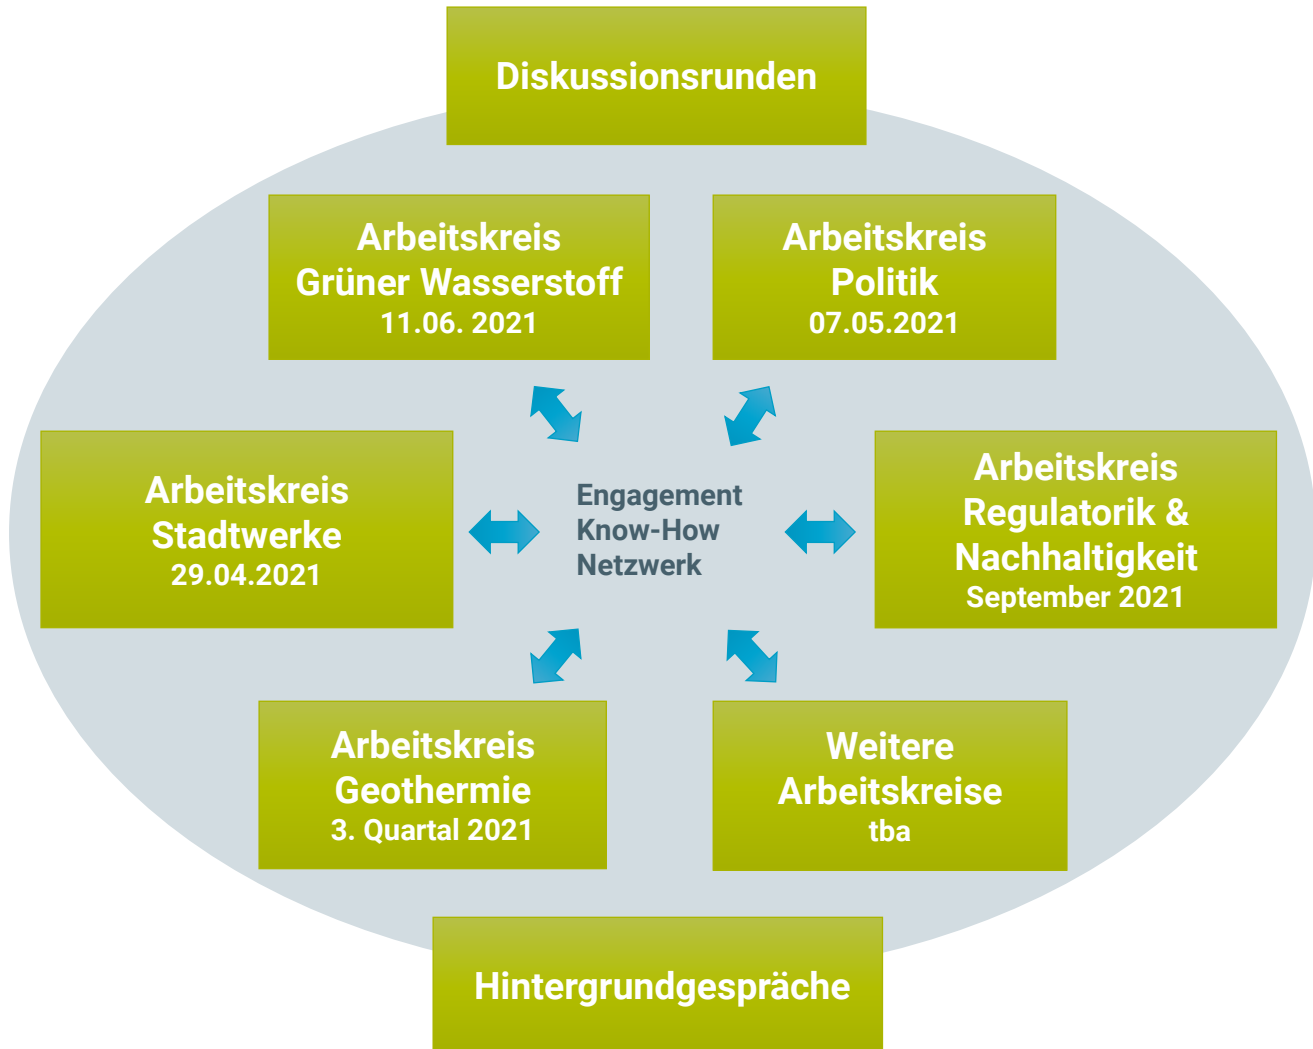 Diskussionsrunden
Arbeitskreis
Grüner Wasserstoff
11.06. 2021
Arbeitskreis
Politik
07.05.2021
Arbeitskreis
Stadtwerke
29.04.2021
Engagement
Know-How
Netzwerk
Arbeitskreis
Regulatorik &
Nachhaltigkeit
September 2021
Arbeitskreis
Geothermie
3. Quartal 2021
Weitere
Arbeitskreise
tba
Hintergrundgespräche